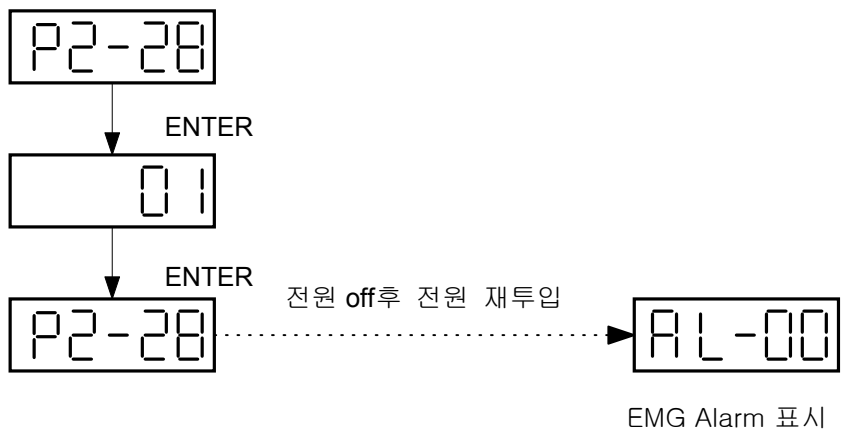 P2-28
ENTER
01
ENTER
전원 off후 전원 재투입
P2-28
AL-00
EMG Alarm 표시